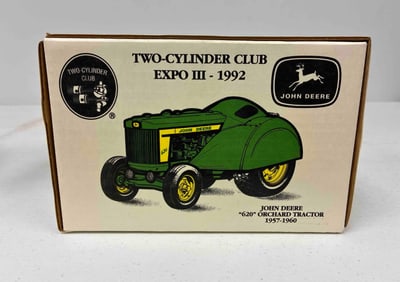 TWO-CYLINDER CLUB
EXPO III - 1992
TWO-CYLINDER
CLUB
®
JOHN DEERE
JOHN DEERE
620
JOHN DEERE
"620" ORCHARD TRACTOR
1957-1960